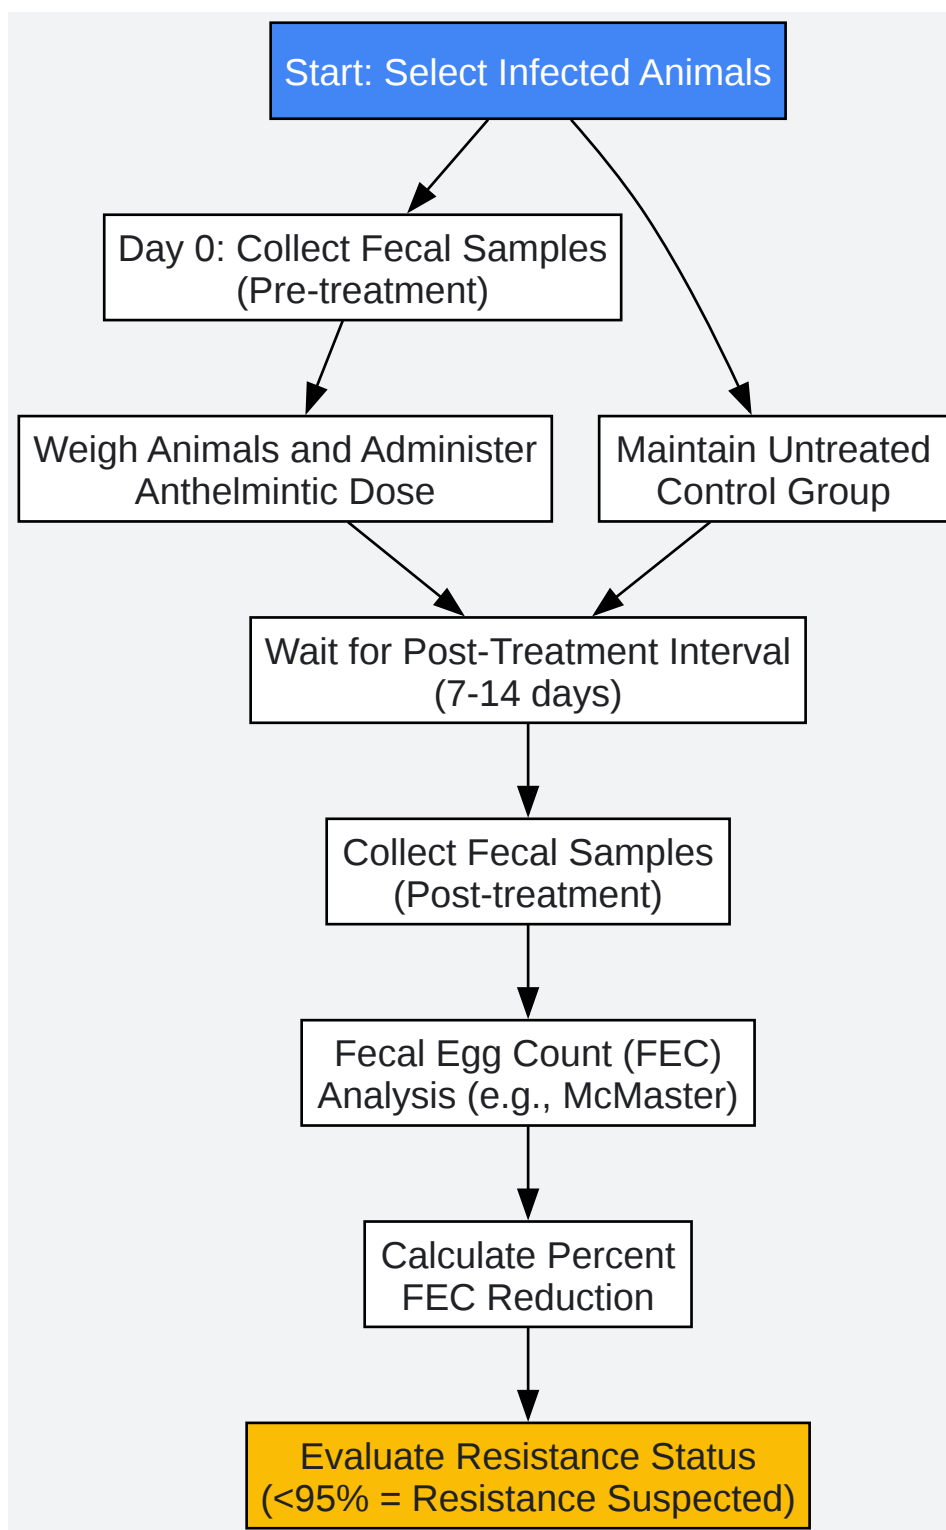 Start: Select Infected Animals
Day 0: Collect Fecal Samples
(Pre-treatment)
Weigh Animals and Administer
Anthelmintic Dose
Maintain Untreated
Control Group
Wait for Post-Treatment Interval
(7-14 days)
Collect Fecal Samples
(Post-treatment)
Fecal Egg Count (FEC)
Analysis (e.g., McMaster)
Calculate Percent
FEC Reduction
Evaluate Resistance Status
(<95% = Resistance Suspected)